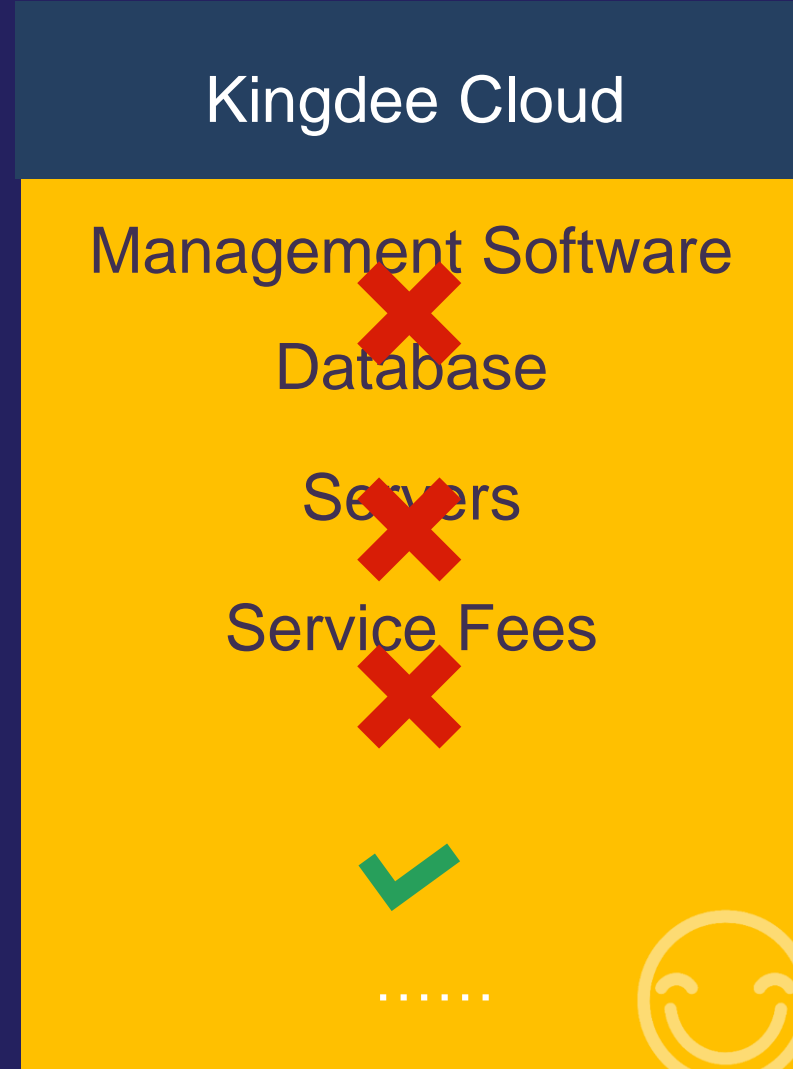 Kingdee Cloud
Management Software
Database
Servers
Service Fees
......